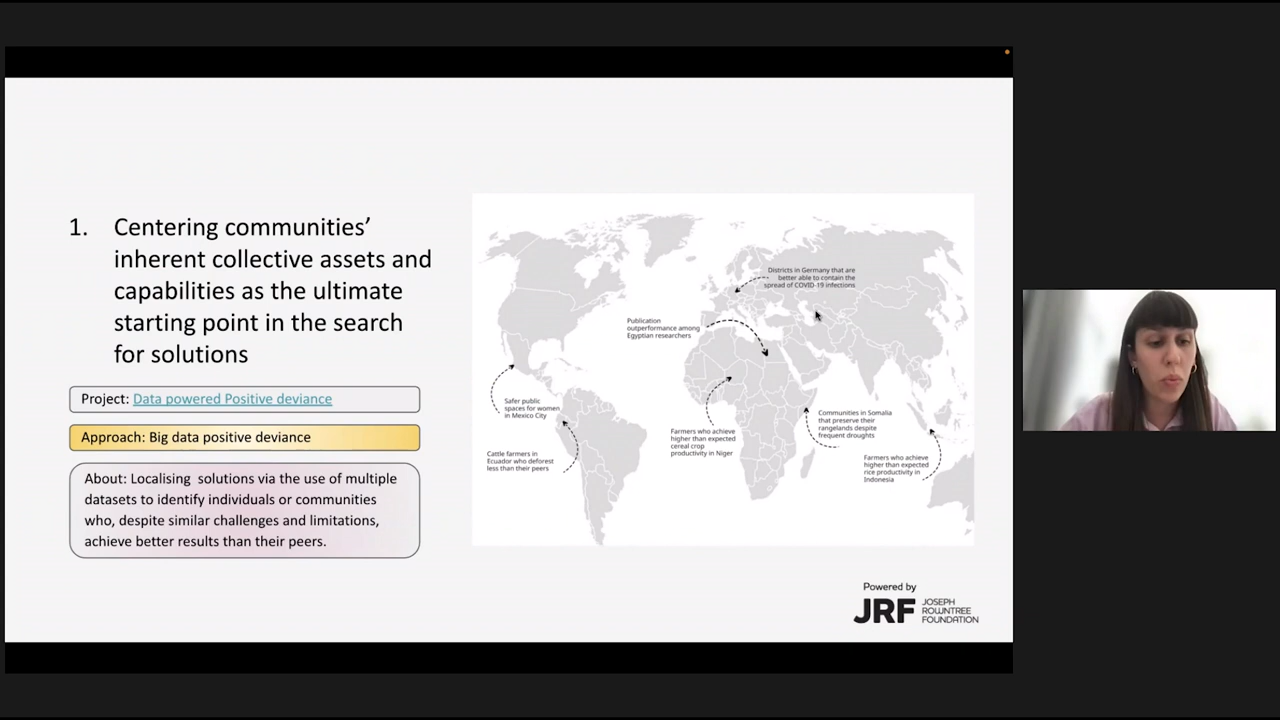 1. Centering communities’
inherent collective assets and
capabilities as the ultimate
starting point in the search
for solutions
Project: Data powered Positive deviance
Approach: Big data positive deviance
About: Localising solutions via the use of multiple
datasets to identify individuals or communities
who, despite similar challenges and limitations,
achieve better results than their peers.
Districts in Germany that are
better able to contain the
spread of COVID-19 infections
Publication
outperformance among
Egyptian researchers
Safer public
spaces for women
in Mexico City
Cattle farmers in
Ecuador who deforest
less than their peers
Farmers who achieve
higher than expected
cereal crop
productivity in Niger
Communities in Somalia
that preserve their
rangelands despite
frequent droughts
Farmers who achieve
higher than expected
rice productivity in
Indonesia
Powered by
JRF JOSEPH
ROWNTREE
FOUNDATION